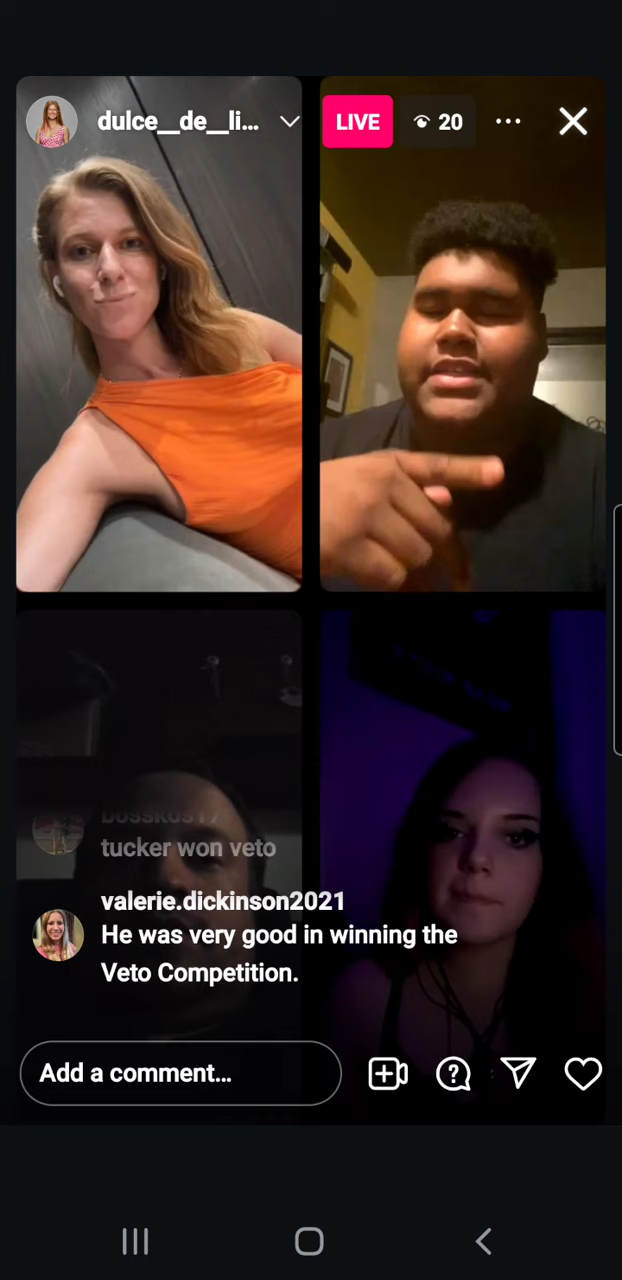 dulce__de__li...
LIVE
20
bosskos17
tucker won veto
valerie.dickinson2021
He was very good in winning the
Veto Competition.
Add a comment...